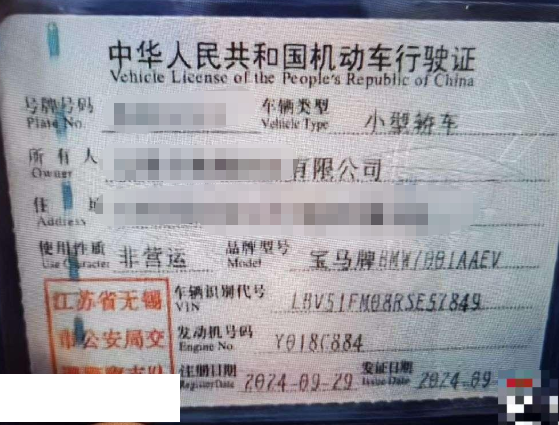 中华人民共和国机动车行驶证
Vehicle License of the People's Republic of China
号牌号码 车辆类型 小型轿车
Plate No. Vehicle Type
所有人 有限公司
Owner
住
Address
使用性质 非营运 品牌型号 宝马牌BMW7001AAEV
Use Character Model
江苏省无锡 车辆识别代号 LBV51FM08RSE57849
VIN
市公安局交 发动机号码 Y018C884
Engine No.
注册日期 2024-09-29 发证日期 2024-09
Register Date Issue Date